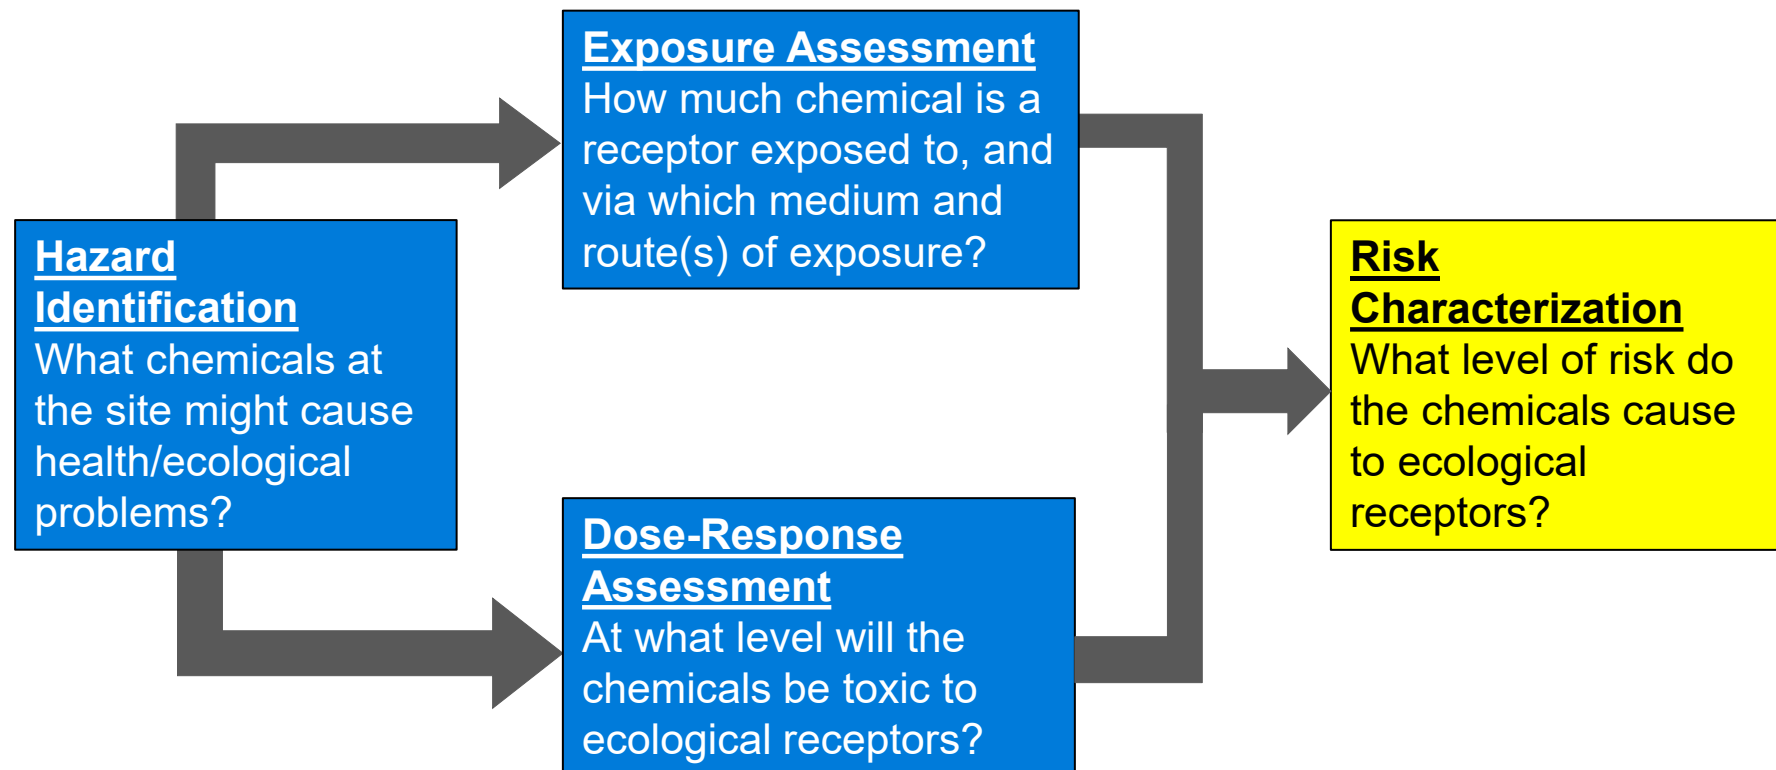 Hazard
Identification
What chemicals at
the site might cause
health/ecological
problems?
Exposure Assessment
How much chemical is a
receptor exposed to, and
via which medium and
route(s) of exposure?
Dose-Response
Assessment
At what level will the
chemicals be toxic to
ecological receptors?
Risk
Characterization
What level of risk do
the chemicals cause
to ecological
receptors?